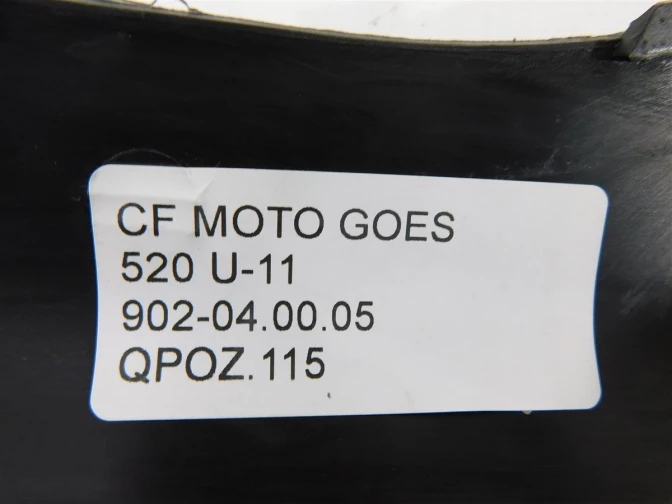 CF MOTO GOES
520 U-11
902-04.00.05
QPOZ.115